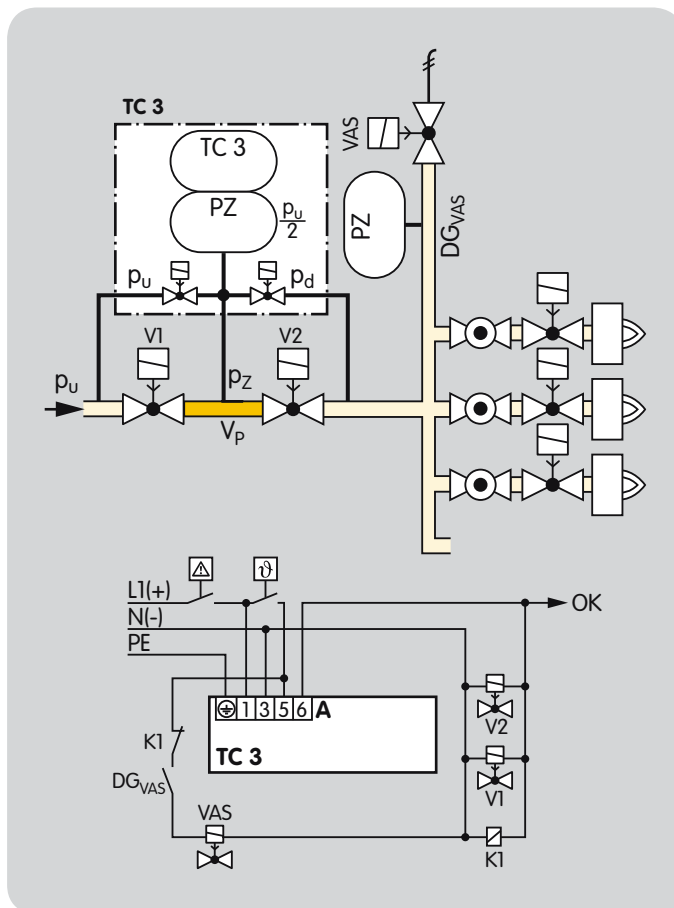 TC 3
VAS
TC 3
PZ
pu/2
PZ
DGVAS
pu
pd
V1
V2
pu
pZ
VP
L1(+)
ϑ
OK
N(-)
PE
1 3 5 6 A
TC 3
V2
K1
DGVAS
V1
VAS
K1